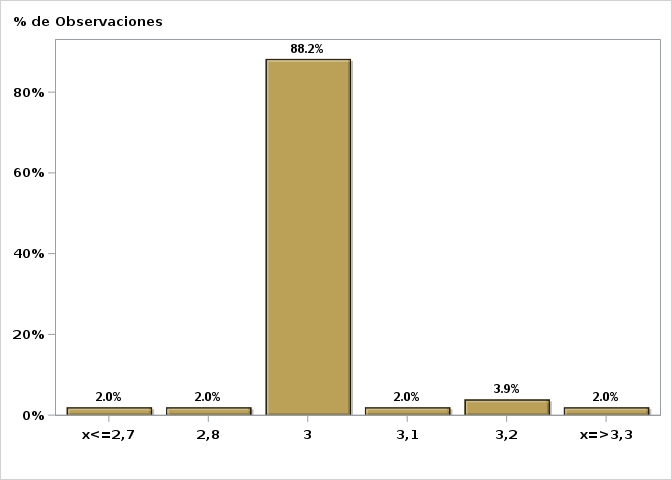 % de Observaciones
88.2%
80%
60%
40%
20%
3.9%
2.0% 2.0% 2.0% 2.0%
0%
x<=2,7 2,8 3 3,1 3,2 x=>3,3